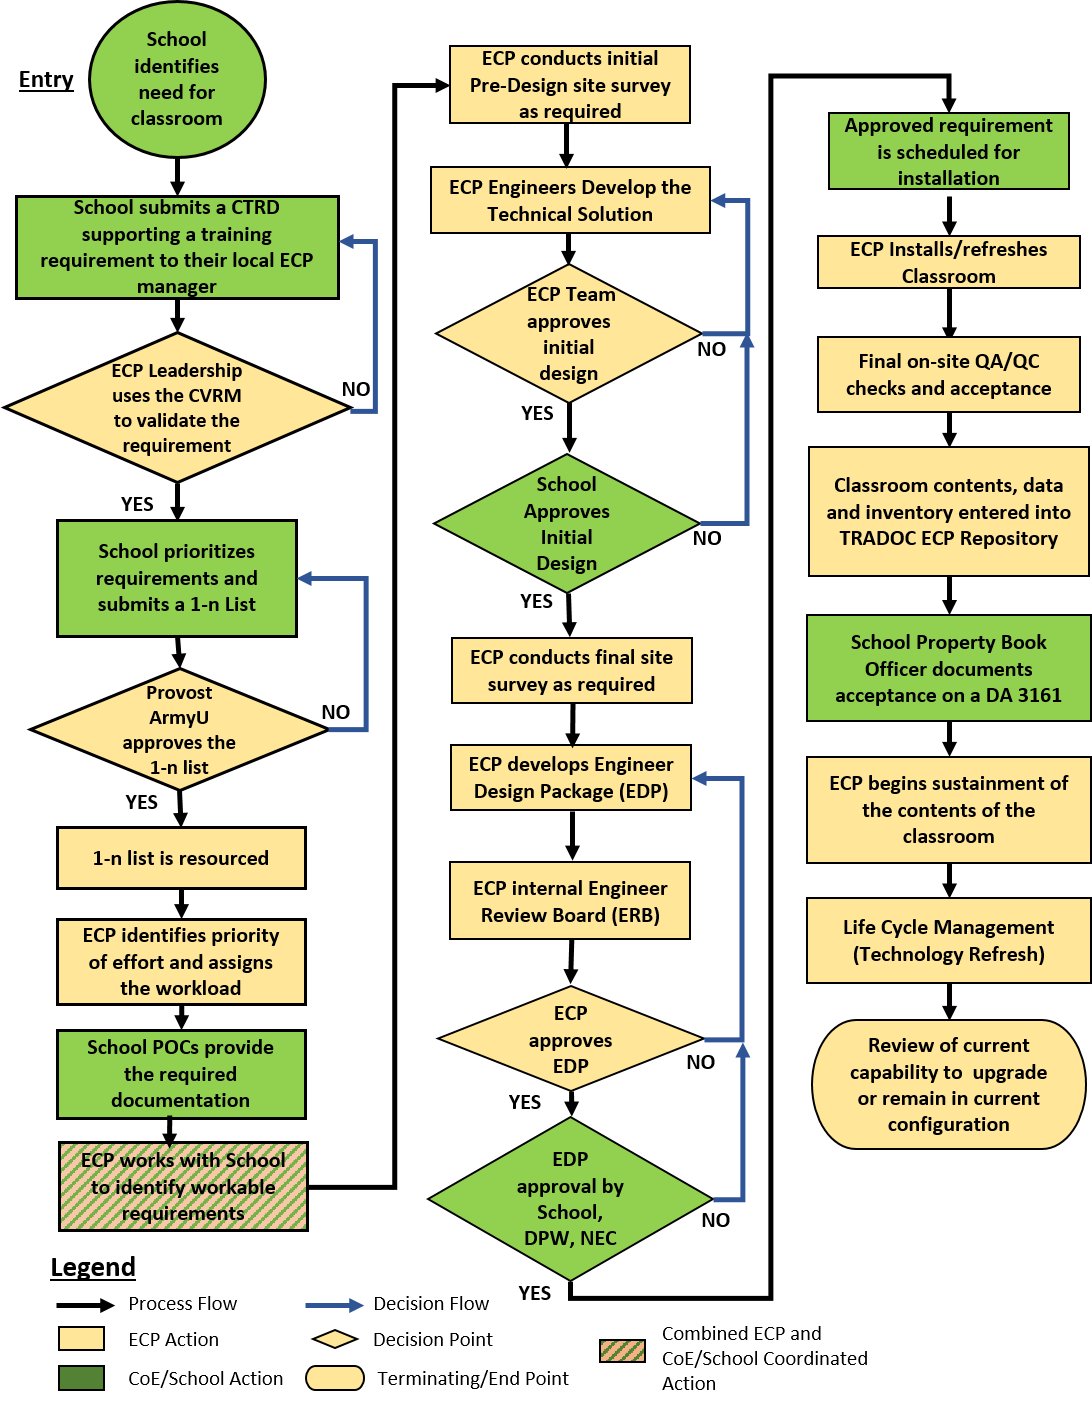 Entry
School
identifies
need for
classroom
School submits a CTRD
supporting a training
requirement to their local ECP
manager
ECP Leadership
uses the CVRM
to validate the
requirement
NO
YES
School prioritizes
requirements and
submits a 1-n List
Provost
ArmyU
approves the
1-n list
NO
YES
1-n list is resourced
ECP identifies priority
of effort and assigns
the workload
School POCs provide
the required
documentation
ECP works with School
to identify workable
requirements
ECP conducts initial
Pre-Design site survey
as required
ECP Engineers Develop the
Technical Solution
ECP Team
approves
initial
design
NO
YES
School
Approves
Initial
Design
NO
YES
ECP conducts final site
survey as required
ECP develops Engineer
Design Package (EDP)
ECP internal Engineer
Review Board (ERB)
ECP
approves
EDP
NO
YES
EDP
approval by
School,
DPW, NEC
NO
YES
Approved requirement
is scheduled for
installation
ECP Installs/refreshes
Classroom
Final on-site QA/QC
checks and acceptance
Classroom contents, data
and inventory entered into
TRADOC ECP Repository
School Property Book
Officer documents
acceptance on a DA 3161
ECP begins sustainment of
the contents of the
classroom
Life Cycle Management
(Technology Refresh)
Review of current
capability to upgrade
or remain in current
configuration
Legend
Process Flow
Decision Flow
ECP Action
Decision Point
CoE/School Action
Terminating/End Point
Combined ECP and
CoE/School Coordinated
Action